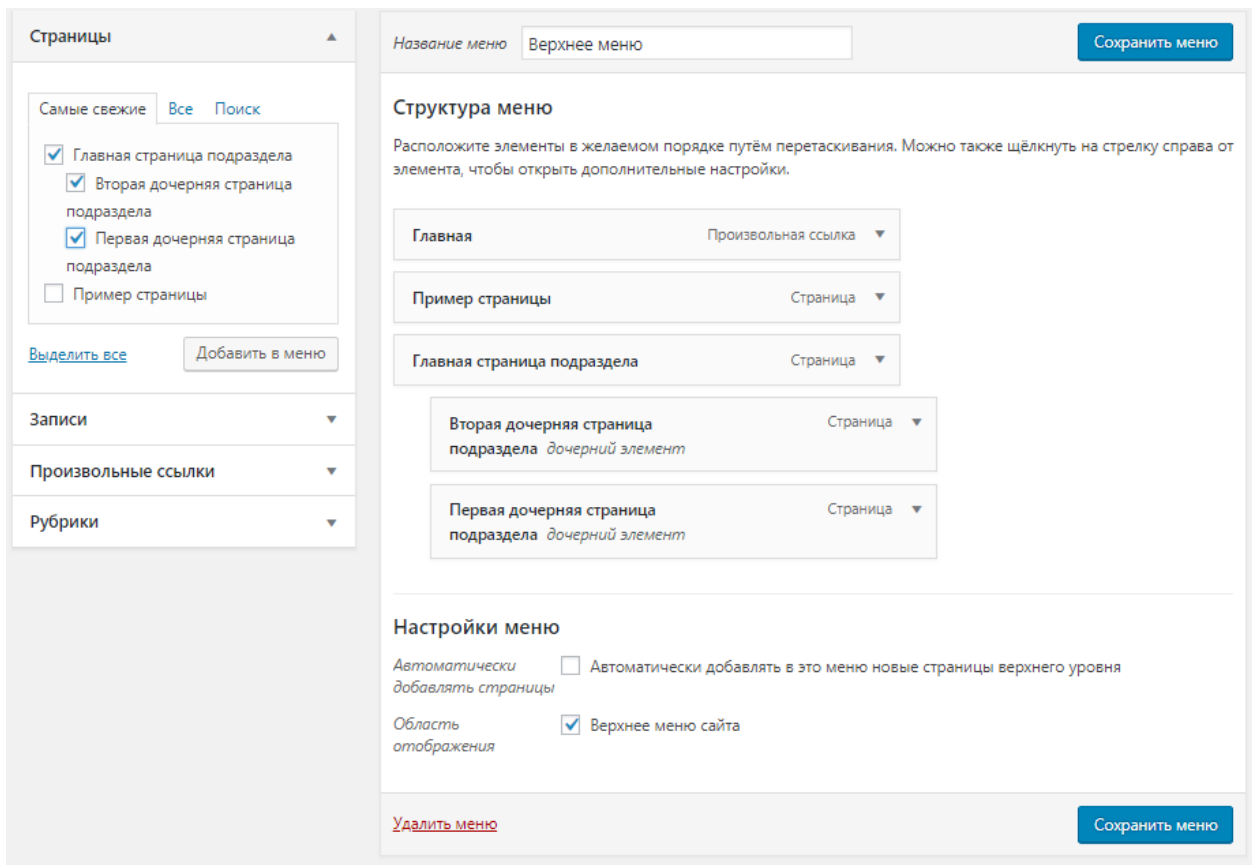 Страницы
Самые свежие Все Поиск
Главная страница подраздела
Вторая дочерняя страница
подраздела
Первая дочерняя страница
подраздела
Пример страницы
Выделить все Добавить в меню
Записи
Произвольные ссылки
Рубрики
Название меню Верхнее меню Сохранить меню
Структура меню
Расположите элементы в желаемом порядке путём перетаскивания. Можно также щёлкнуть на стрелку справа от
элемента, чтобы открыть дополнительные настройки.
Главная Произвольная ссылка
Пример страницы Страница
Главная страница подраздела Страница
Вторая дочерняя страница Страница
подраздела дочерний элемент
Первая дочерняя страница Страница
подраздела дочерний элемент
Настройки меню
Автоматически Автоматически добавлять в это меню новые страницы верхнего уровня
добавлять страницы
Область Верхнее меню сайта
отображения
Удалить меню Сохранить меню